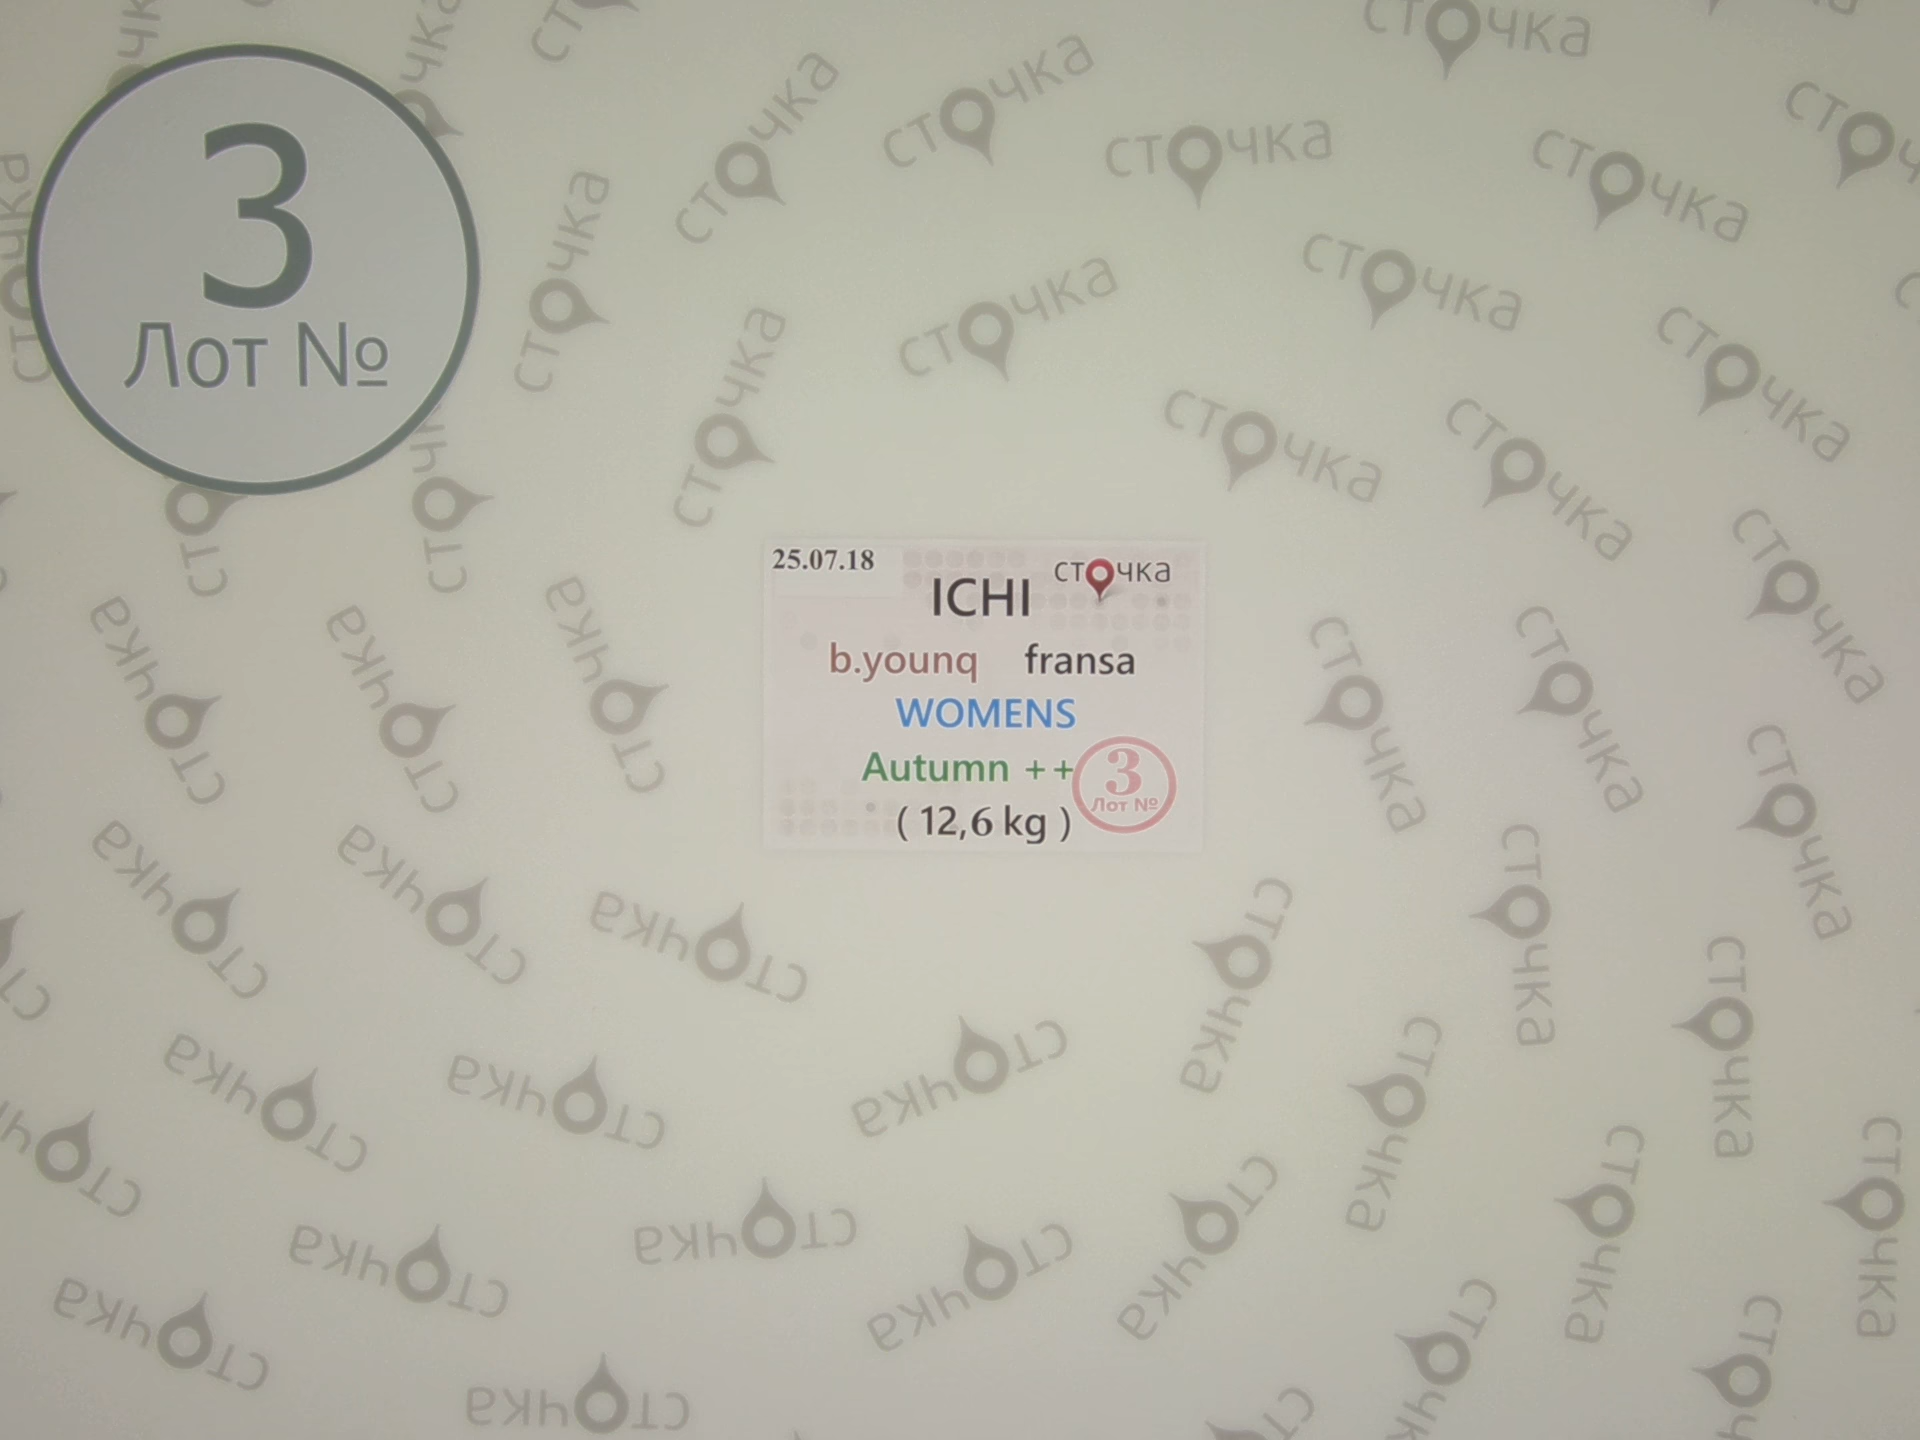 3
Лот №
25.07.18
сточка
ICHI
b.younq fransa
WOMENS
Autumn ++
( 12,6 kg )
3
Лот №